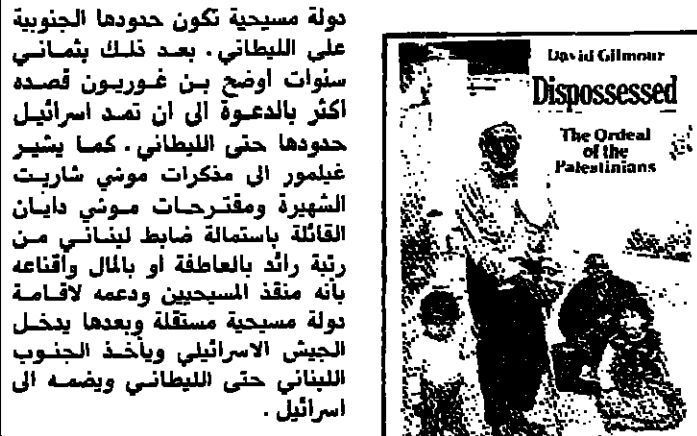 دولة مسيحية تكون حدودها الجنوبية
على الليطاني. بعد ذلك بثماني
سنوات اوضح بن غوريون قصده
اكثر بالدعوة الى ان تمد اسرائيل
حدودها حتى الليطاني. كما يشير
غيلمور الى مذكرات موشي شاريت
الشهيرة ومقترحات موشي دايان
القائلة باستمالة ضابط لبناني من
رتبة رائد بالعاطفة او بالمال واقناعه
بأنه منقذ المسيحيين ودعمه لاقامة
دولة مسيحية مستقلة وبعدها يدخل
الجيش الاسرائيلي ويأخذ الجنوب
اللبناني حتى الليطاني ويضمه الى
اسرائيل.
David Gilmour
Dispossessed
The Ordeal
of the
Palestinians